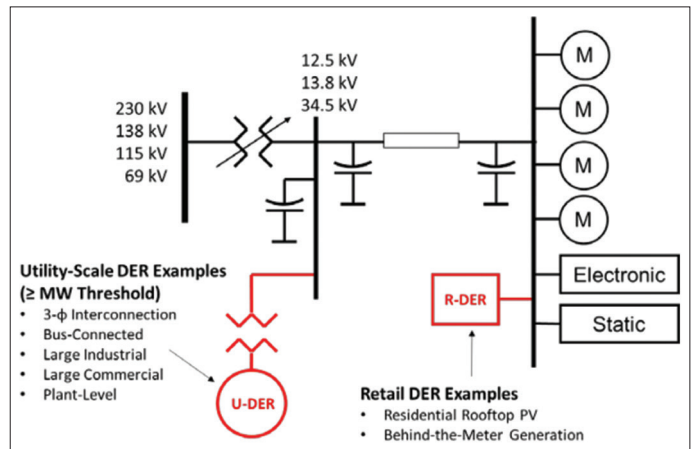 12.5 kV
13.8 kV
34.5 kV
230 kV
138 kV
115 kV
69 kV
M
M
M
M
Electronic
Static
Utility-Scale DER Examples
(≥ MW Threshold)
• 3-ϕ Interconnection
• Bus-Connected
• Large Industrial
• Large Commercial
• Plant-Level
U-DER
R-DER
Retail DER Examples
• Residential Rooftop PV
• Behind-the-Meter Generation